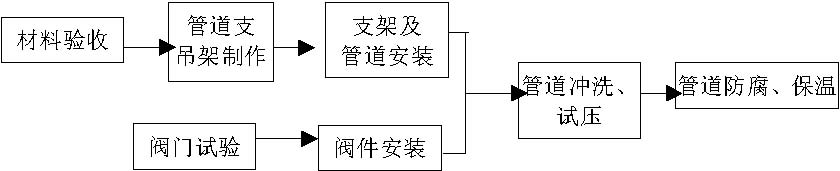 材料验收
管道支
吊架制作
支架及
管道安装
管道冲洗、
试压
管道防腐、保温
阀门试验
阀件安装